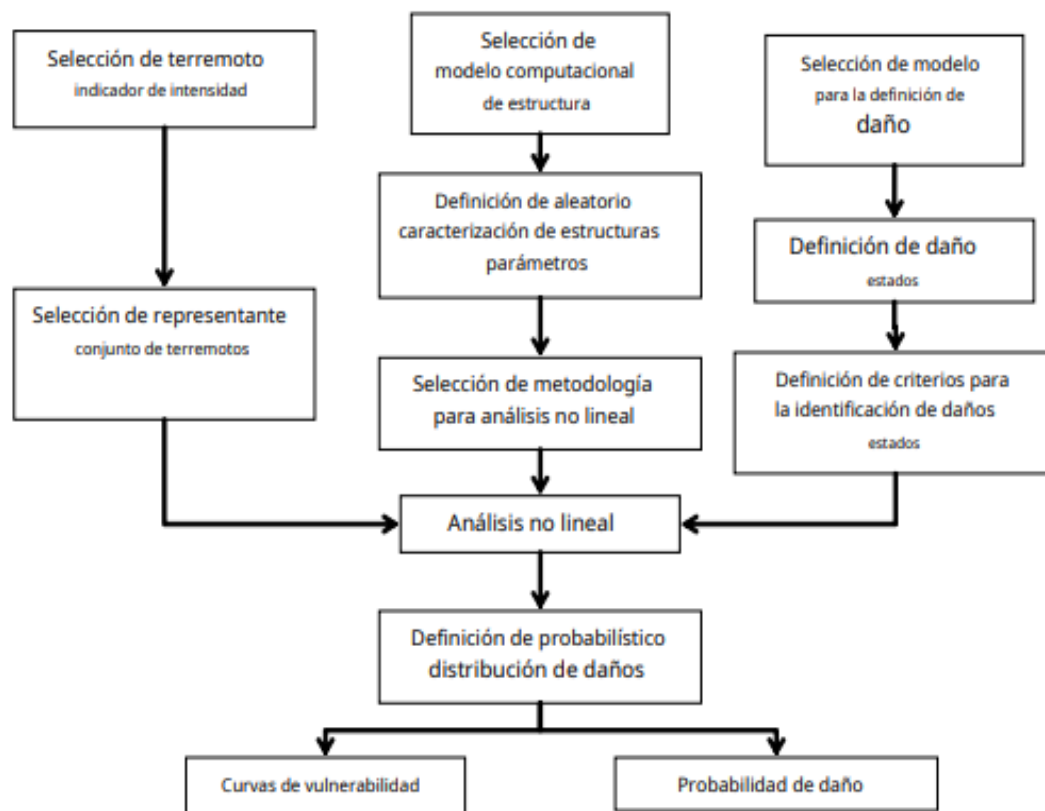 Selección de terremoto
indicador de intensidad
Selección de
modelo computacional
de estructura
Selección de modelo
para la definición de
daño
Definición de aleatorio
caracterización de estructuras
parámetros
Definición de daño
estados
Selección de representante
conjunto de terremotos
Selección de metodología
para análisis no lineal
Definición de criterios para
la identificación de daños
estados
Análisis no lineal
Definición de probabilístico
distribución de daños
Curvas de vulnerabilidad
Probabilidad de daño